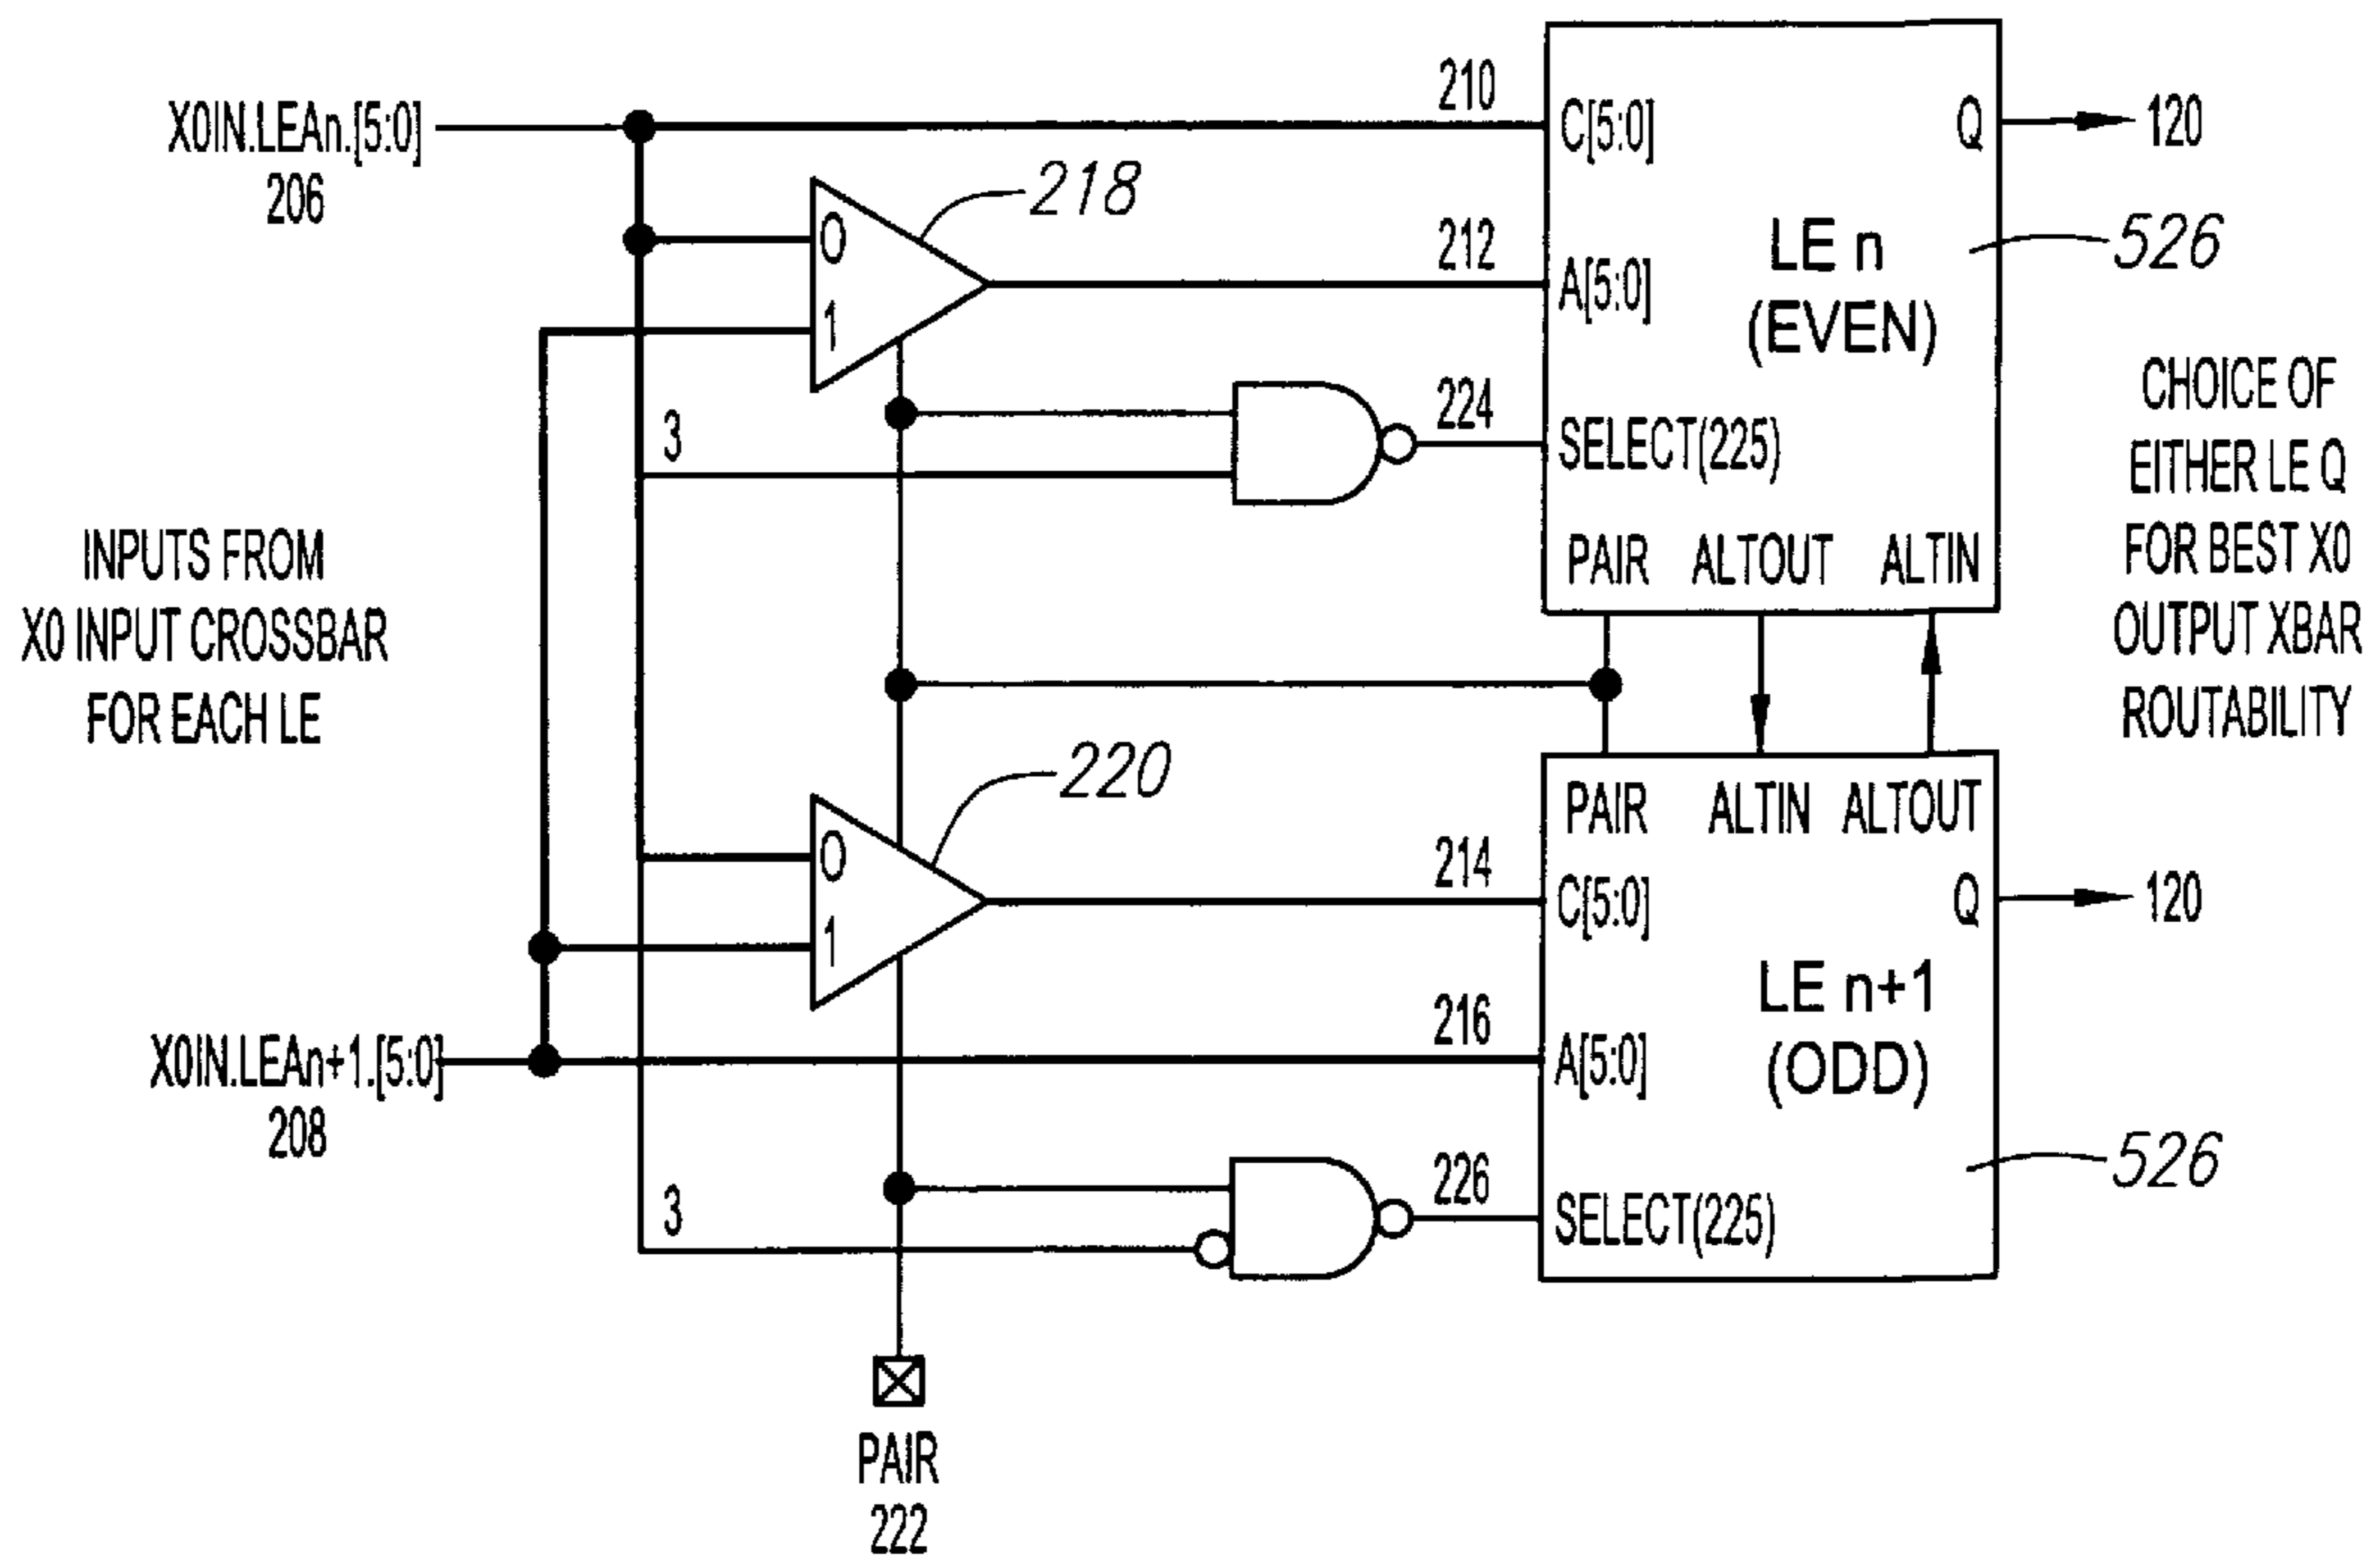 X0IN.LEAn.[5:0]
206
210
C[5:0]
Q
120
218
0
1
212
A[5:0]
LE n
(EVEN)
526
3
224
SELECT(225)
PAIR ALTOUT ALTIN
CHOICE OF
EITHER LE Q
FOR BEST X0
OUTPUT XBAR
ROUTABILITY
INPUTS FROM
X0 INPUT CROSSBAR
FOR EACH LE
220
0
1
PAIR ALTIN ALTOUT
214
C[5:0]
Q
120
LE n+1
(ODD)
X0IN.LEAn+1.[5:0]
208
216
A[5:0]
526
3
226
SELECT(225)
PAIR
222